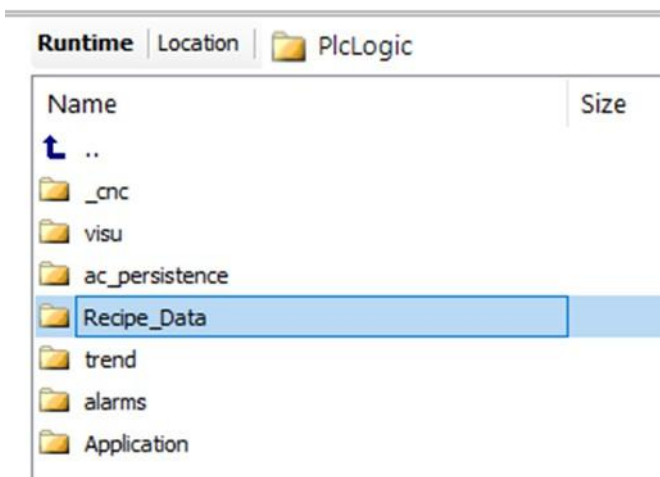 Runtime Location PlcLogic
Name Size
..
_cnc
visu
ac_persistence
Recipe_Data
trend
alarms
Application